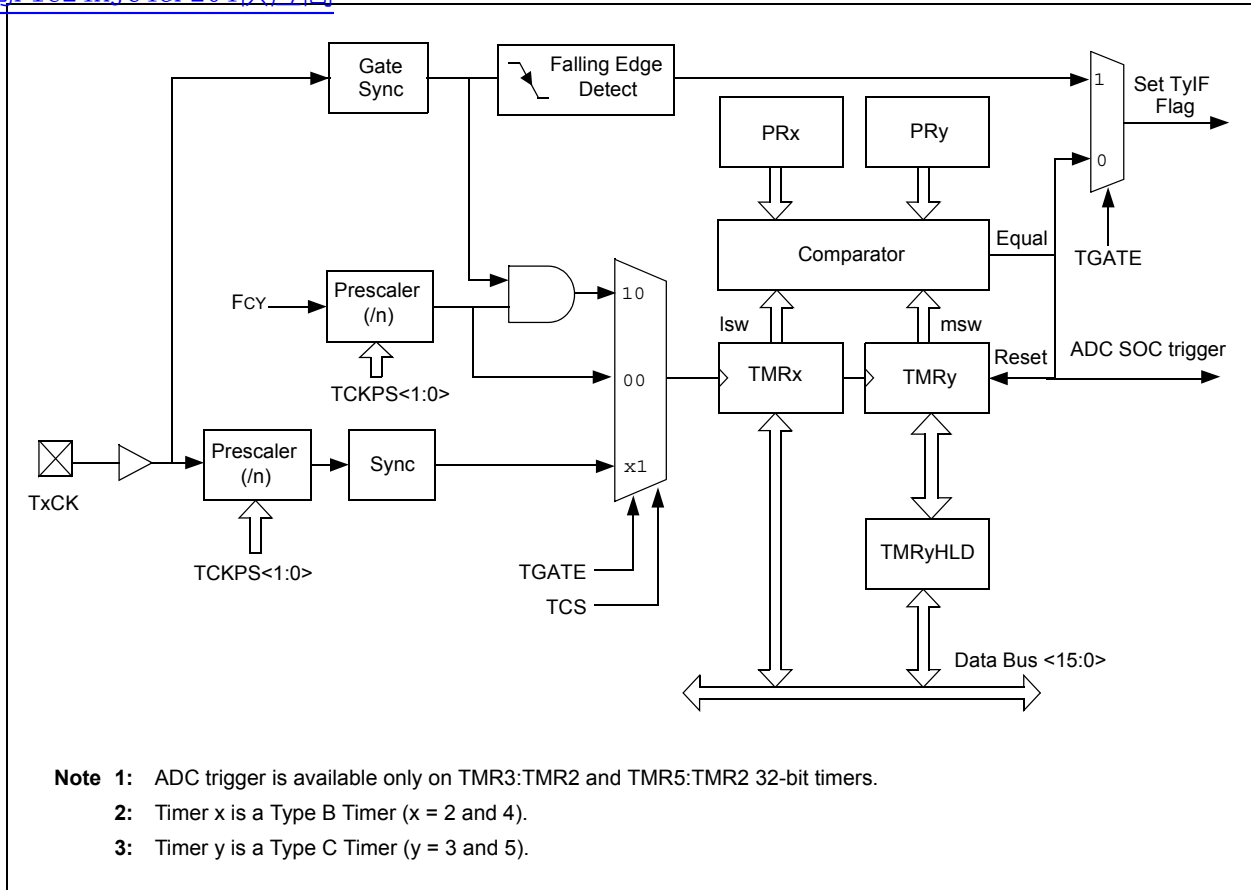 Gate
Sync
Falling Edge
Detect
1
Set TyIF
Flag
PRx
PRy
0
Comparator
Equal
TGATE
FCY
Prescaler
(/n)
10
lsw
msw
TCKPS<1:0>
00
TMRx
TMRy
Reset
ADC SOC trigger
TxCK
Prescaler
(/n)
Sync
x1
TCKPS<1:0>
TGATE
TCS
TMRyHLD
Data Bus <15:0>
Note 1: ADC trigger is available only on TMR3:TMR2 and TMR5:TMR2 32-bit timers.
2: Timer x is a Type B Timer (x = 2 and 4).
3: Timer y is a Type C Timer (y = 3 and 5).